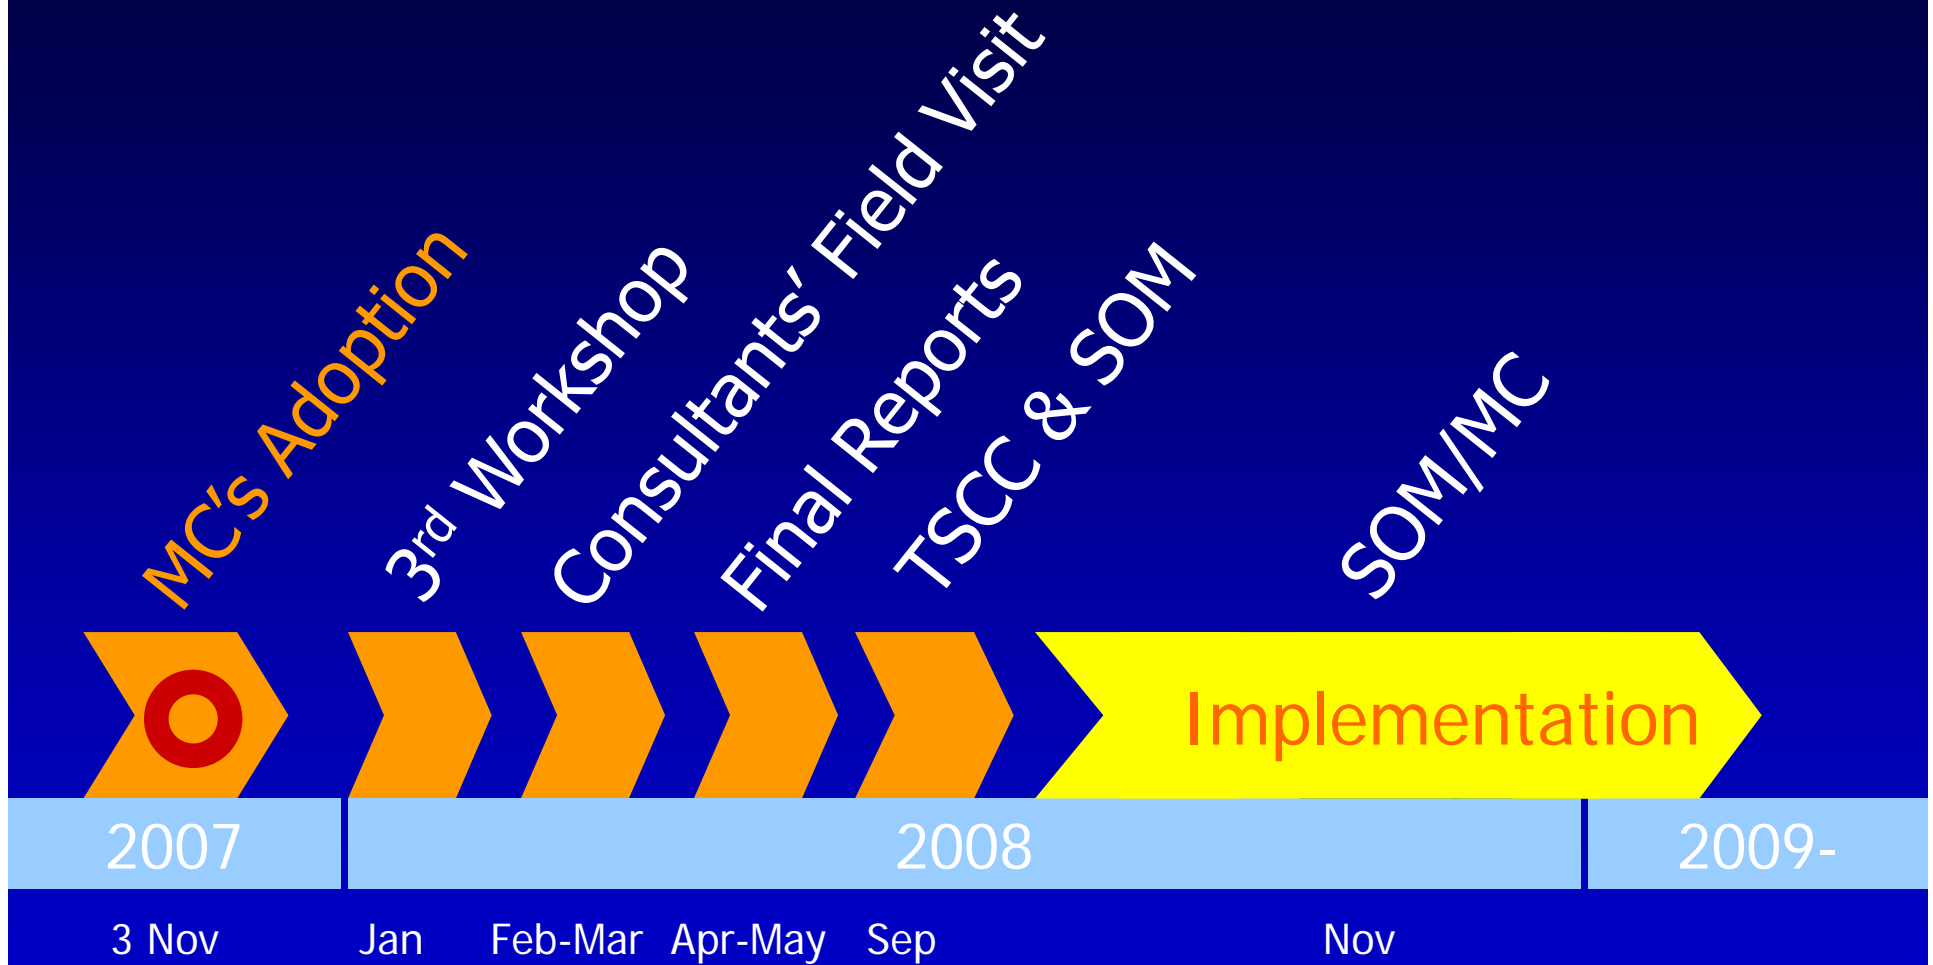 MC's Adoption
3rd Workshop
Consultants' Field Visit
Final Reports
TSCC & SOM
SOM/MC
Implementation
2007
2008
2009-
3 Nov
Jan
Feb-Mar
Apr-May
Sep
Nov